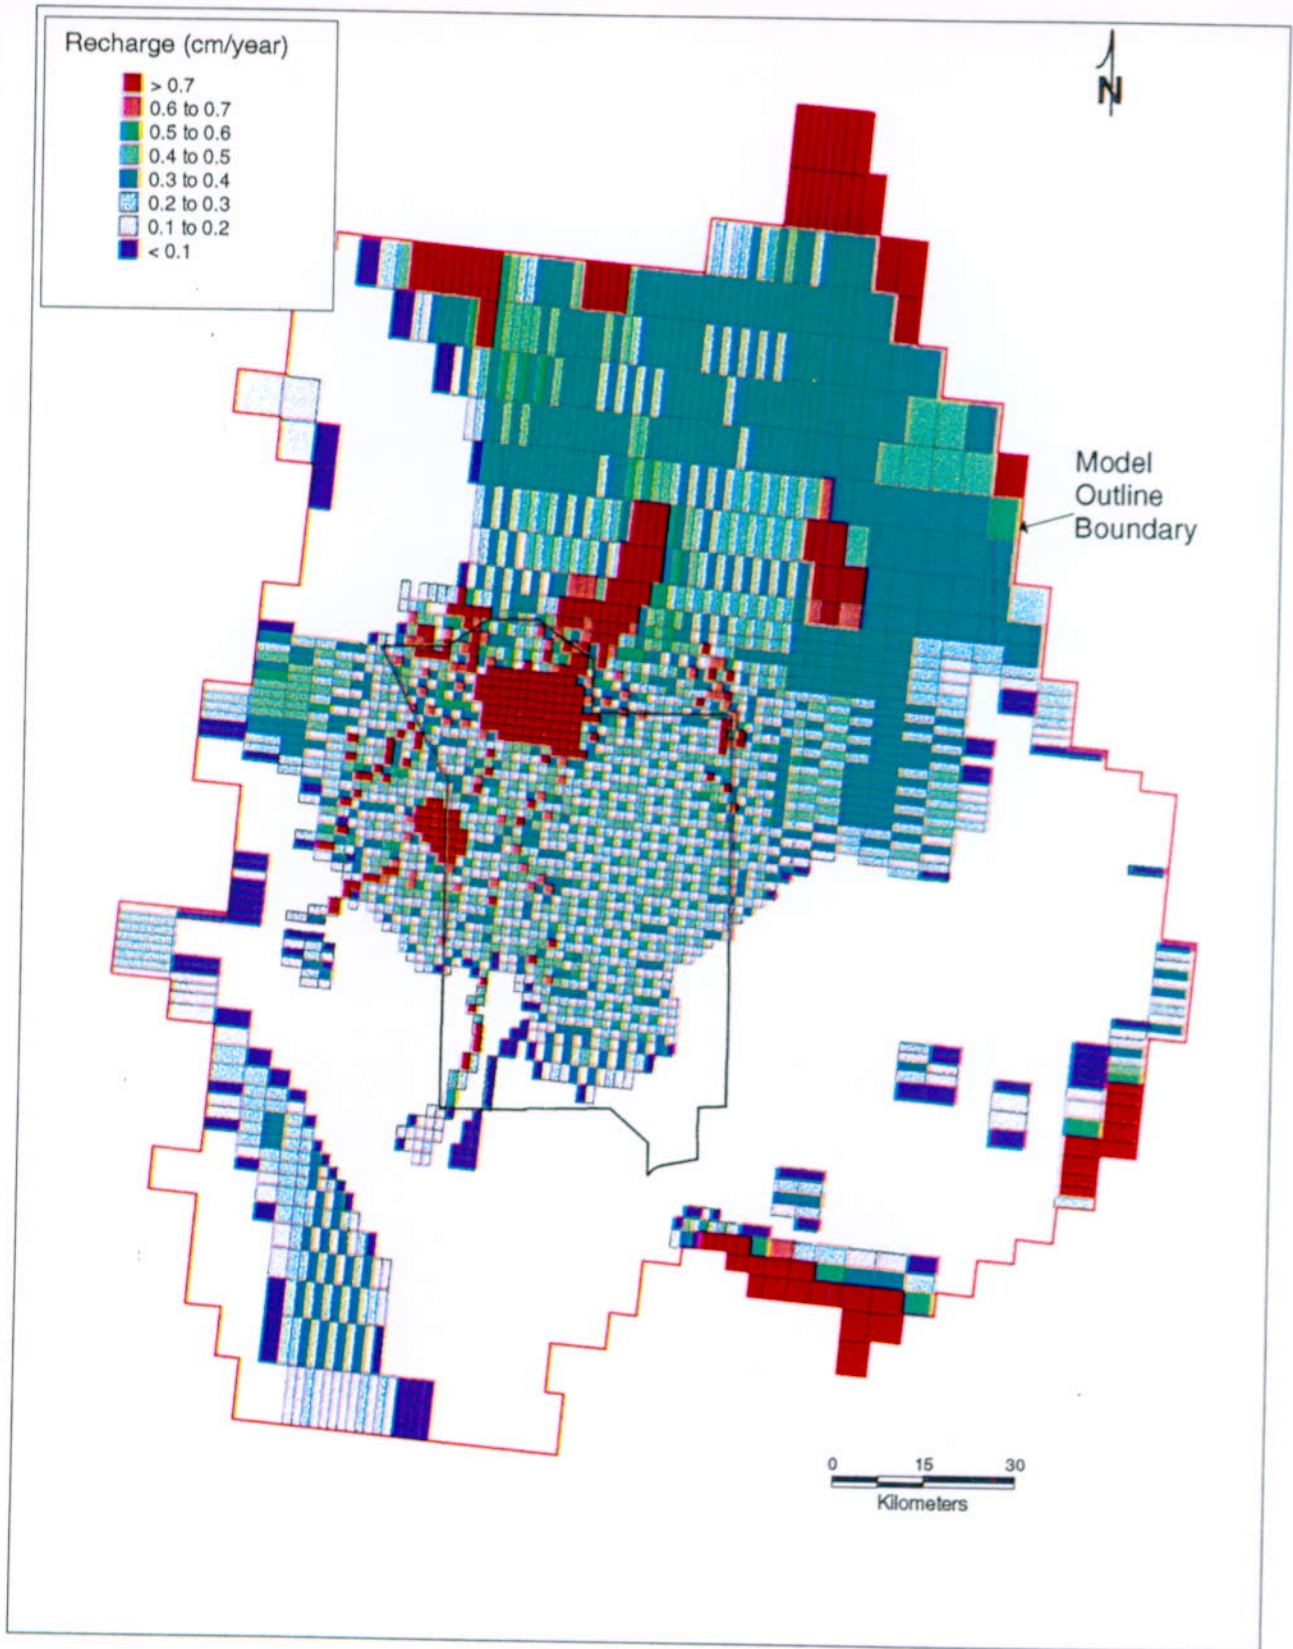 Recharge (cm/year)
> 0.7
0.6 to 0.7
0.5 to 0.6
0.4 to 0.5
0.3 to 0.4
0.2 to 0.3
0.1 to 0.2
< 0.1
N
Model
Outline
Boundary
0 15 30
Kilometers